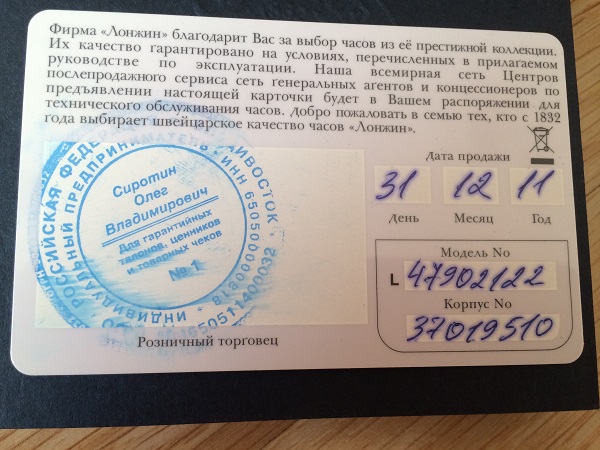 Фирма «Лонжин» благодарит Вас за выбор часов из её престижной коллекции.
Их качество гарантировано на условиях, перечисленных в прилагаемом
руководстве по эксплуатации. Наша всемирная сеть Центров
послепродажного сервиса сеть генеральных агентов и концессионеров по
предъявлении настоящей карточки будет в Вашем распоряжении для
технического обслуживания часов. Добро пожаловать в семью тех, кто с 1832
года выбирает швейцарское качество часов «Лонжин».
Дата продажи
31 12 11
День Месяц Год
РОССИЙСКАЯ
ИНДИВИДУАЛЬНЫЙ ПРЕДПРИНИМАТЕЛЬ
Сиротин
Олег
Владимирович
Для гарантийных
талонов, ценников
и товарных чеков
№ 1
Модель No
L 47902122
Корпус No
37019510
Розничный торговец